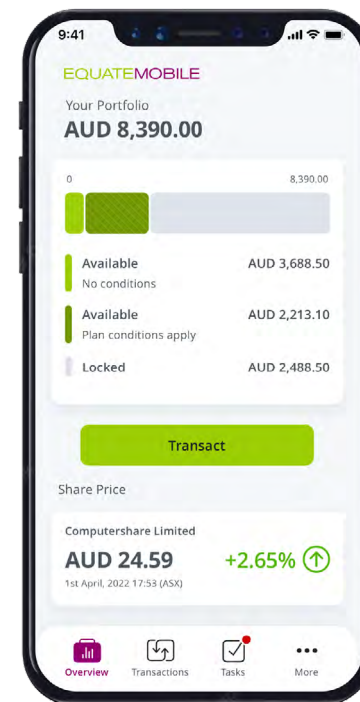 9:41
EQUATEMOBILE
Your Portfolio
AUD 8,390.00
0 8,390.00
Available AUD 3,688.50
No conditions
Available AUD 2,213.10
Plan conditions apply
Locked AUD 2,488.50
Transact
Share Price
Computershare Limited
AUD 24.59 +2.65%
1st April, 2022 17:53 (ASX)
Overview Transactions Tasks More